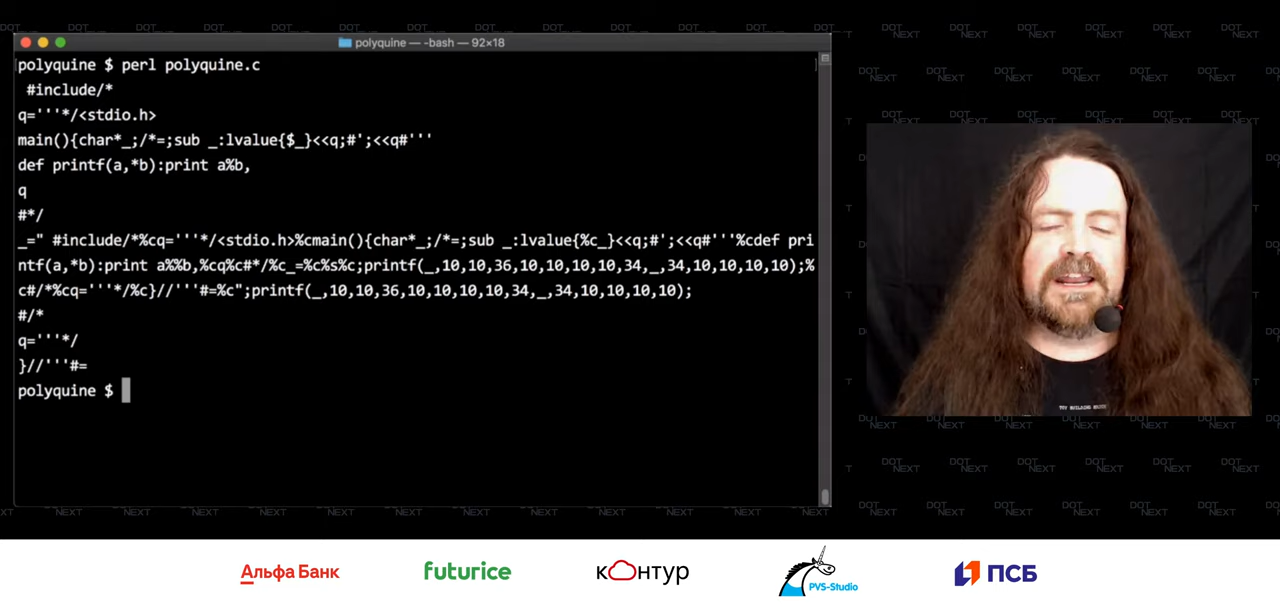 polyquine — -bash — 92×18
polyquine $ perl polyquine.c
 #include/*
q='''*/<stdio.h>
main(){char*_;/*=;sub _:lvalue{$_}<<q;#';<<q#'''
def printf(a,*b):print a%b,
q
#*/
_=" #include/*%cq='''*/<stdio.h>%cmain(){char*_;/*=;sub _:lvalue{%c_}<<q;#';<<q#'''%cdef pri
ntf(a,*b):print a%%b,%cq%c#*/%c_=%c%s%c;printf(_,10,10,36,10,10,10,10,34,_,34,10,10,10,10);%
c#/*%cq='''*/%c}//'''#=%c";printf(_,10,10,36,10,10,10,10,34,_,34,10,10,10,10);
#/*
q='''*/
}//'''#=
polyquine $
DOT NEXT
Альфа Банк
futurice
контур
PVS-Studio
ПСБ